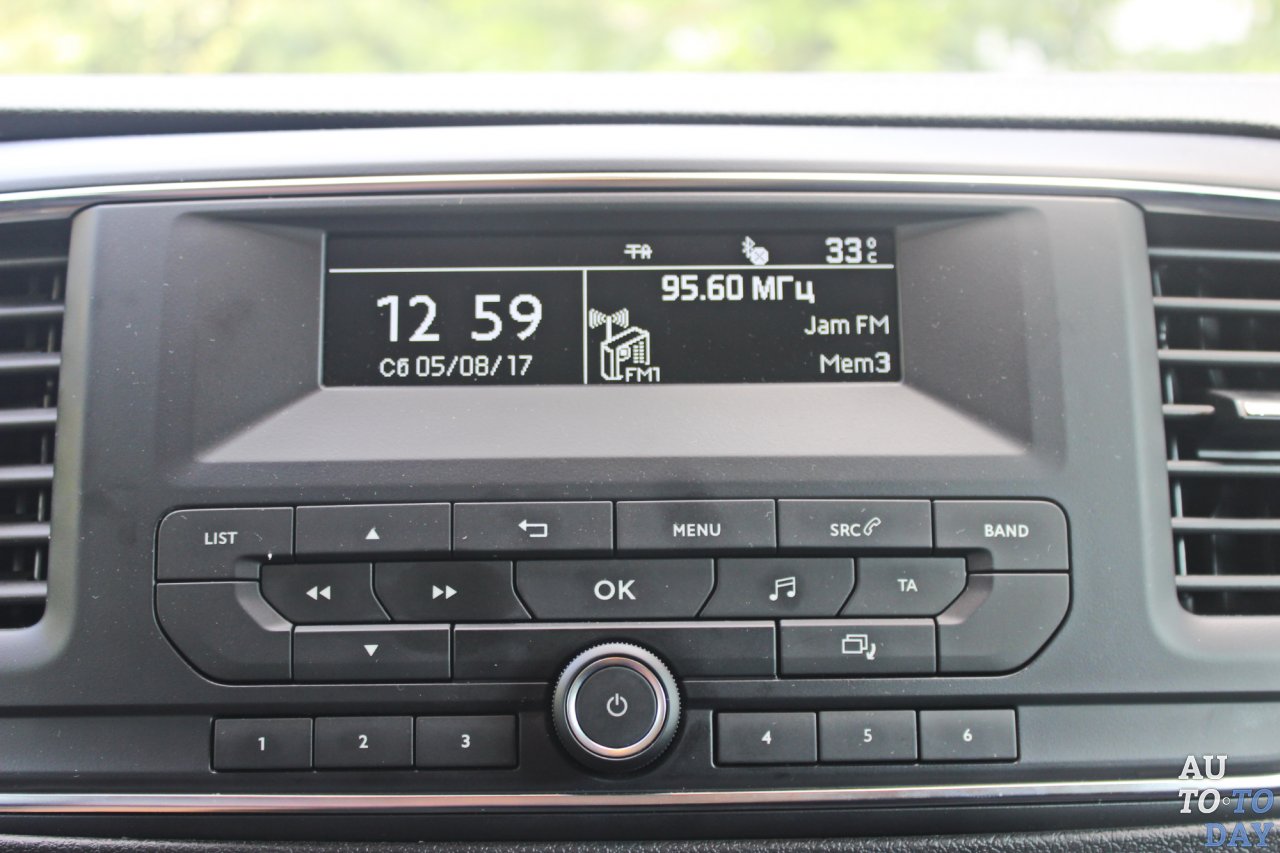 TA 33°C
95.60 МГц
12 59
Jam FM
Сб 05/08/17
FM1
Mem3
LIST
MENU
SRC
BAND
OK
TA
1
2
3
4
5
6
AU
TO·TO
DAY